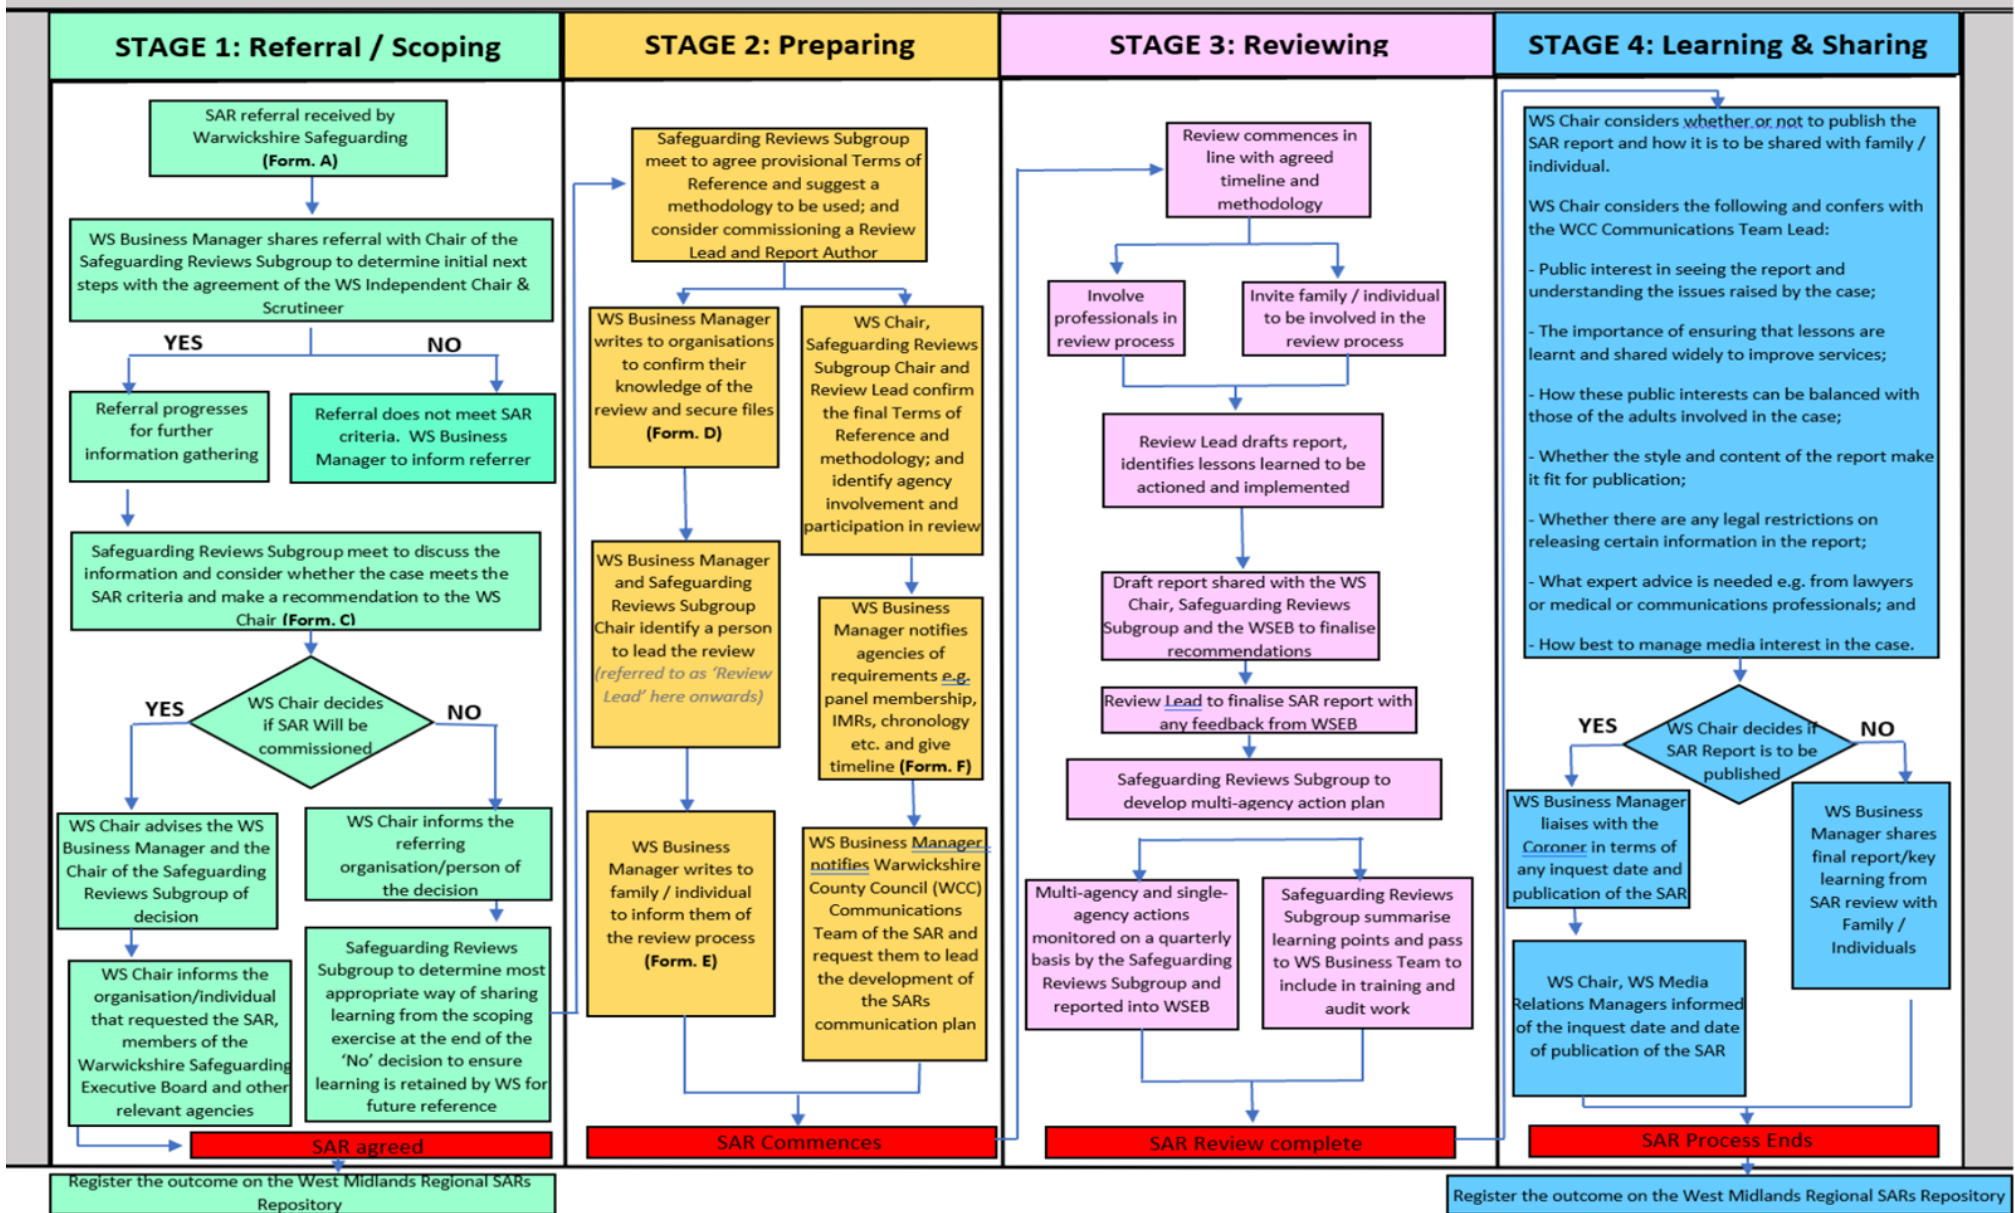 STAGE 1: Referral / Scoping
SAR referral received by
Warwickshire Safeguarding
(Form. A)
WS Business Manager shares referral with Chair of the
Safeguarding Reviews Subgroup to determine initial next
steps with the agreement of the WS Independent Chair &
Scrutineer
YES
NO
Referral progresses
for further
information gathering
Referral does not meet SAR
criteria.  WS Business
Manager to inform referrer
Safeguarding Reviews Subgroup meet to discuss the
information and consider whether the case meets the
SAR criteria and make a recommendation to the WS
Chair (Form. C)
WS Chair decides
if SAR Will be
commissioned
YES
NO
WS Chair advises the WS
Business Manager and the
Chair of the Safeguarding
Reviews Subgroup of
decision
WS Chair informs the
referring
organisation/person of
the decision
WS Chair informs the
organisation/individual
that requested the SAR,
members of the
Warwickshire Safeguarding
Executive Board and other
relevant agencies
Safeguarding Reviews
Subgroup to determine most
appropriate way of sharing
learning from the scoping
exercise at the end of the
‘No’ decision to ensure
learning is retained by WS for
future reference
SAR agreed
Register the outcome on the West Midlands Regional SARs
Repository
STAGE 2: Preparing
Safeguarding Reviews Subgroup
meet to agree provisional Terms of
Reference and suggest a
methodology to be used; and
consider commissioning a Review
Lead and Report Author
WS Business Manager
writes to organisations
to confirm their
knowledge of the
review and secure files
(Form. D)
WS Business Manager
and Safeguarding
Reviews Subgroup
Chair identify a person
to lead the review
(referred to as ‘Review
Lead’ here onwards)
WS Business
Manager writes to
family / individual
to inform them of
the review process
(Form. E)
WS Chair,
Safeguarding Reviews
Subgroup Chair and
Review Lead confirm
the final Terms of
Reference and
methodology; and
identify agency
involvement and
participation in review
WS Business
Manager notifies
agencies of
requirements e.g.
panel membership,
IMRs, chronology
etc. and give
timeline (Form. F)
WS Business Manager
notifies Warwickshire
County Council (WCC)
Communications
Team of the SAR and
request them to lead
the development of
the SARs
communication plan
SAR Commences
STAGE 3: Reviewing
Review commences in
line with agreed
timeline and
methodology
Involve
professionals in
review process
Invite family / individual
to be involved in the
review process
Review Lead drafts report,
identifies lessons learned to be
actioned and implemented
Draft report shared with the WS
Chair, Safeguarding Reviews
Subgroup and the WSEB to finalise
recommendations
Review Lead to finalise SAR report with
any feedback from WSEB
Safeguarding Reviews Subgroup to
develop multi-agency action plan
Multi-agency and single-
agency actions
monitored on a quarterly
basis by the Safeguarding
Reviews Subgroup and
reported into WSEB
Safeguarding Reviews
Subgroup summarise
learning points and pass
to WS Business Team to
include in training and
audit work
SAR Review complete
STAGE 4: Learning & Sharing
WS Chair considers whether or not to publish the
SAR report and how it is to be shared with family /
individual.
WS Chair considers the following and confers with
the WCC Communications Team Lead:
- Public interest in seeing the report and
understanding the issues raised by the case;
- The importance of ensuring that lessons are
learnt and shared widely to improve services;
- How these public interests can be balanced with
those of the adults involved in the case;
- Whether the style and content of the report make
it fit for publication;
- Whether there are any legal restrictions on
releasing certain information in the report;
- What expert advice is needed e.g. from lawyers
or medical or communications professionals; and
- How best to manage media interest in the case.
WS Chair decides if
SAR Report is to be
published
YES
NO
WS Business Manager
liaises with the
Coroner in terms of
any inquest date and
publication of the SAR
WS Chair, WS Media
Relations Managers informed
of the inquest date and date
of publication of the SAR
WS Business
Manager shares
final report/key
learning from
SAR review with
Family /
Individuals
SAR Process Ends
Register the outcome on the West Midlands Regional SARs Repository